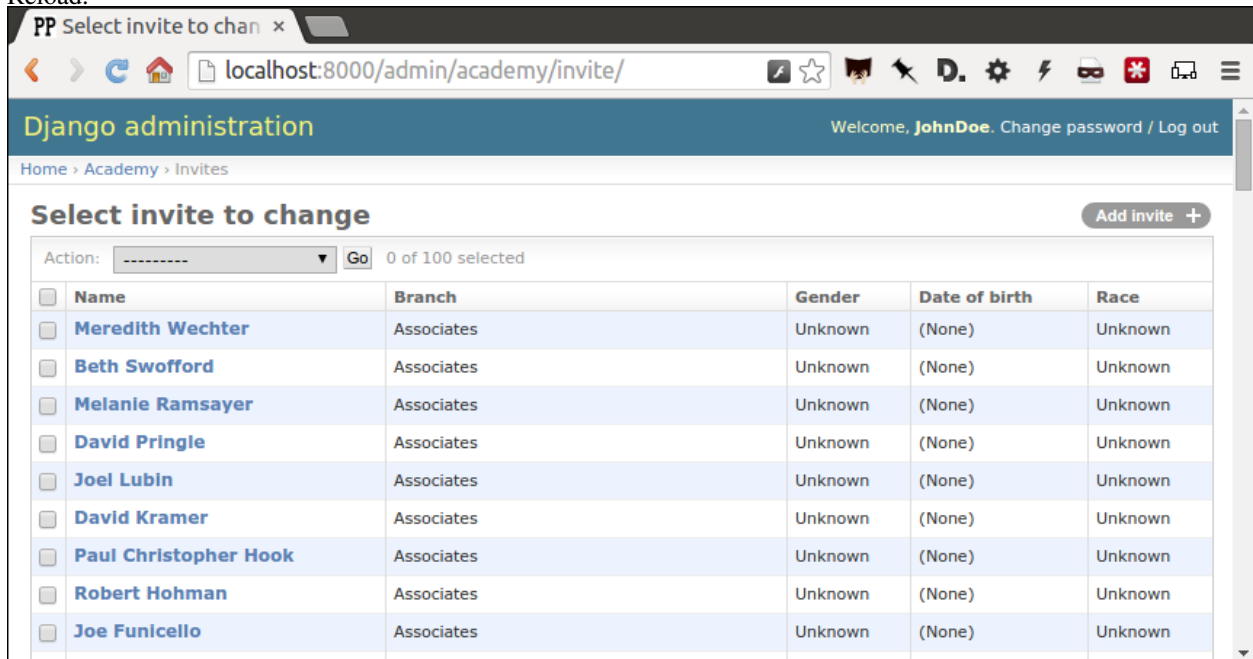 Reload.
PP Select invite to chan ×
localhost:8000/admin/academy/invite/ D.
Django administration Welcome, JohnDoe. Change password / Log out
Home › Academy › Invites
Select invite to change Add invite +
Action: --------- Go 0 of 100 selected
Name Branch Gender Date of birth Race
Meredith Wechter Associates Unknown (None) Unknown
Beth Swofford Associates Unknown (None) Unknown
Melanie Ramsayer Associates Unknown (None) Unknown
David Pringle Associates Unknown (None) Unknown
Joel Lubin Associates Unknown (None) Unknown
David Kramer Associates Unknown (None) Unknown
Paul Christopher Hook Associates Unknown (None) Unknown
Robert Hohman Associates Unknown (None) Unknown
Joe Funicello Associates Unknown (None) Unknown